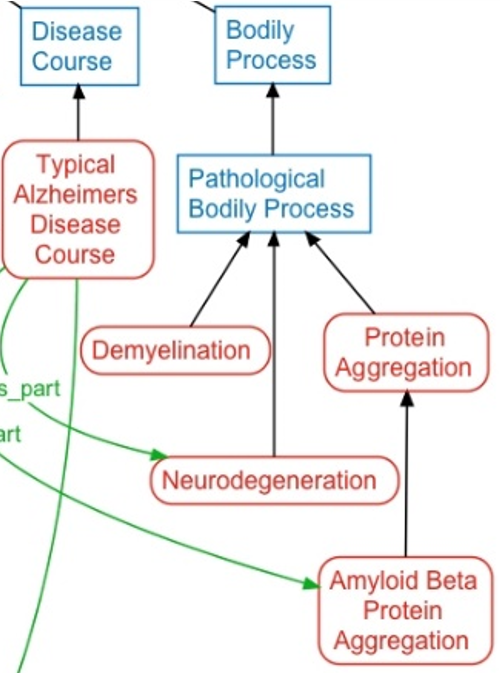 Disease
Course
Bodily
Process
Typical
Alzheimers
Disease
Course
Pathological
Bodily Process
Demyelination
Protein
Aggregation
s_part
art
Neurodegeneration
Amyloid Beta
Protein
Aggregation